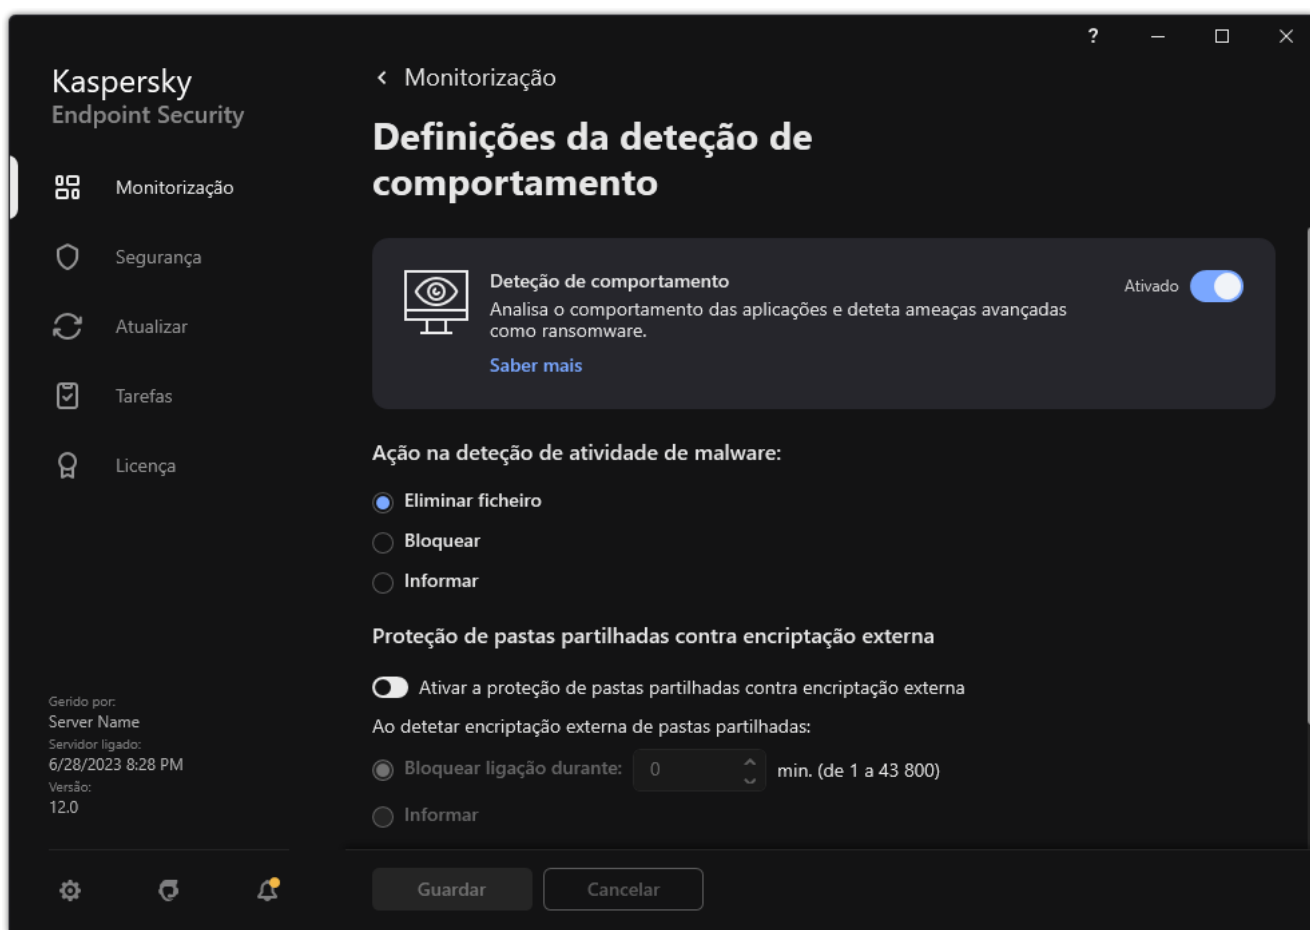 ?
Kaspersky
Endpoint Security
Monitorização
Segurança
Atualizar
Tarefas
Licença
Gerido por:
Server Name
Servidor ligado:
6/28/2023 8:28 PM
Versão:
12.0
Monitorização
Definições da deteção de
comportamento
Deteção de comportamento
Analisa o comportamento das aplicações e deteta ameaças avançadas
como ransomware.
Saber mais
Ativado
Ação na deteção de atividade de malware:
Eliminar ficheiro
Bloquear
Informar
Proteção de pastas partilhadas contra encriptação externa
Ativar a proteção de pastas partilhadas contra encriptação externa
Ao detetar encriptação externa de pastas partilhadas:
Bloquear ligação durante: 0 min. (de 1 a 43 800)
Informar
Guardar Cancelar